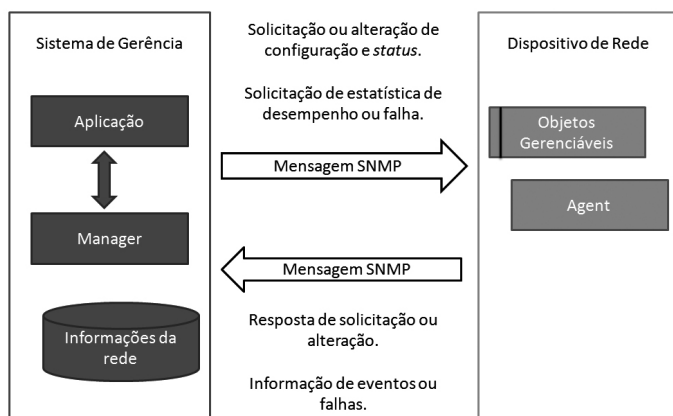 Sistema de Gerência
Aplicação
Manager
Informações da
rede
Solicitação ou alteração
de configuração e status.
Solicitação de estatística de
desempenho ou falha.
Mensagem SNMP
Mensagem SNMP
Resposta de solicitação ou
alteração.
Informação de eventos ou
falhas.
Dispositivo de Rede
Objetos
Gerenciáveis
Agent